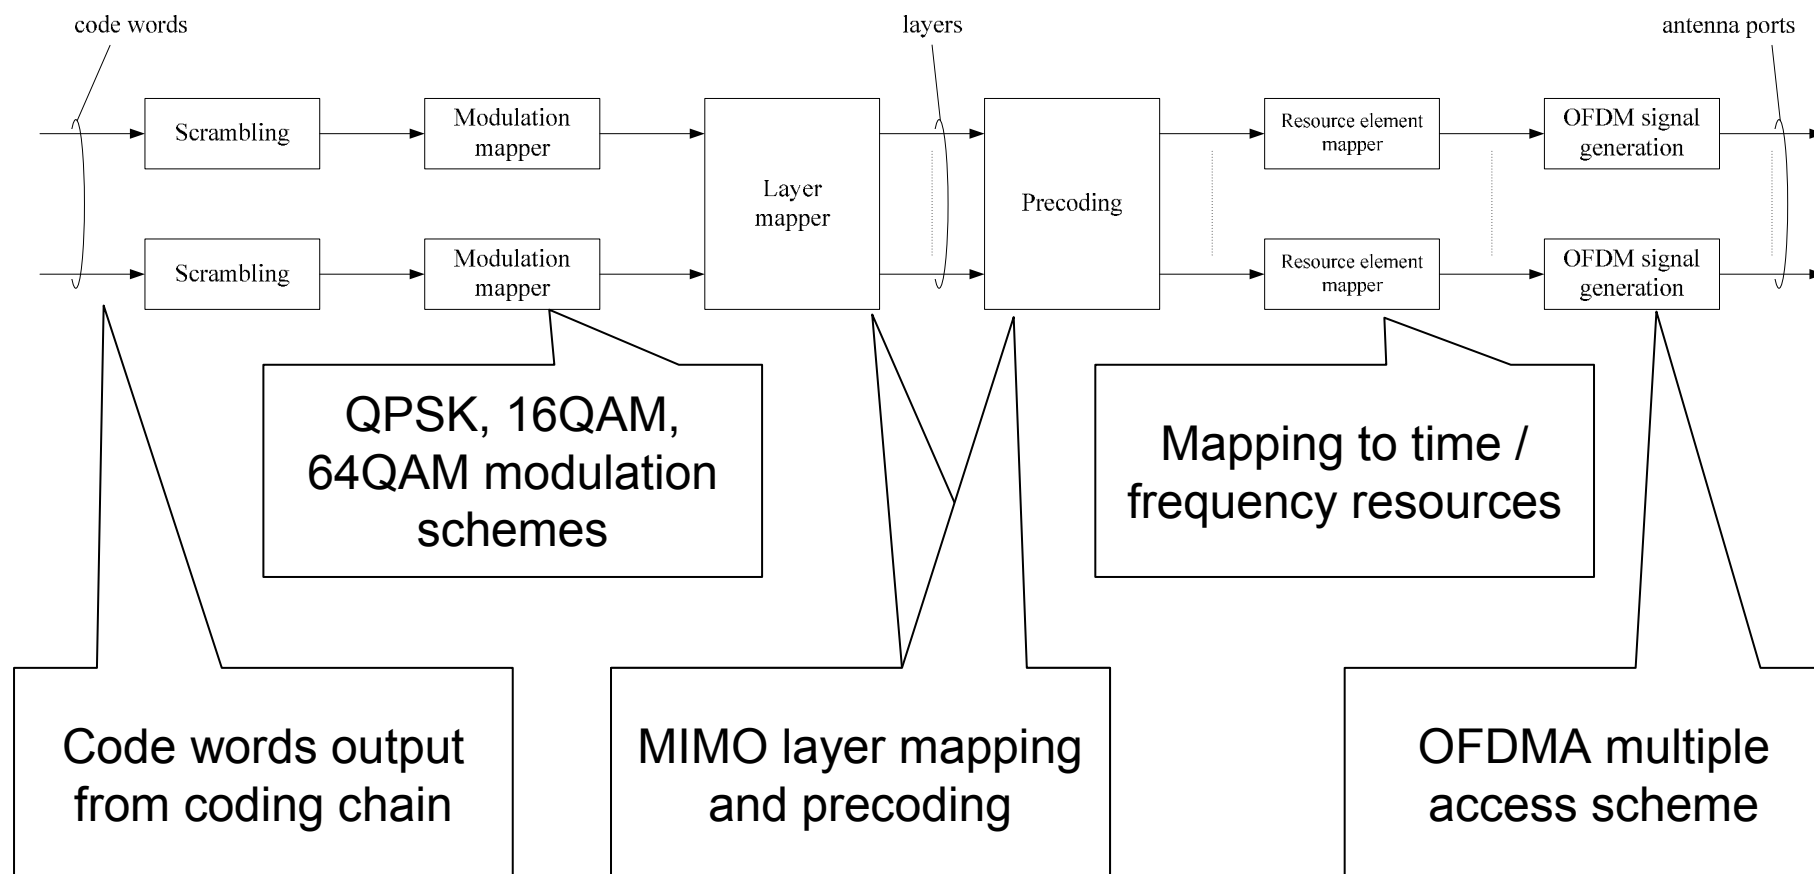 code words
layers
antenna ports
Scrambling
Modulation
mapper
Layer
mapper
Precoding
Resource element
mapper
OFDM signal
generation
Scrambling
Modulation
mapper
Resource element
mapper
OFDM signal
generation
QPSK, 16QAM,
64QAM modulation
schemes
Mapping to time /
frequency resources
Code words output
from coding chain
MIMO layer mapping
and precoding
OFDMA multiple
access scheme